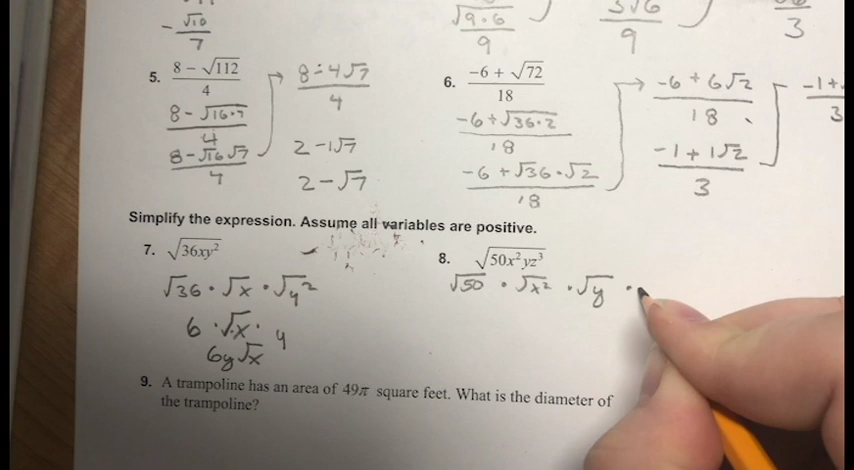 - √10
7
√9·6
9
3√6
9
3
5. 8 − √112
4
8 - √16·7
4
8-√16 √7
4
→ 8 ÷ 4√7
4
2 - 1√7
2 - √7
6. −6 + √72
18
-6+√36·2
18
-6 + √36 · √2
18
→ -6 + 6√2
18
-1 + 1√2
3
-1+
3
Simplify the expression. Assume all variables are positive.
7. √36xy²
√36 · √x · √y²
6 · √x · y
6y√x
8. √50x²yz³
√50 · √x² · √y ·
9. A trampoline has an area of 49π square feet. What is the diameter of
the trampoline?